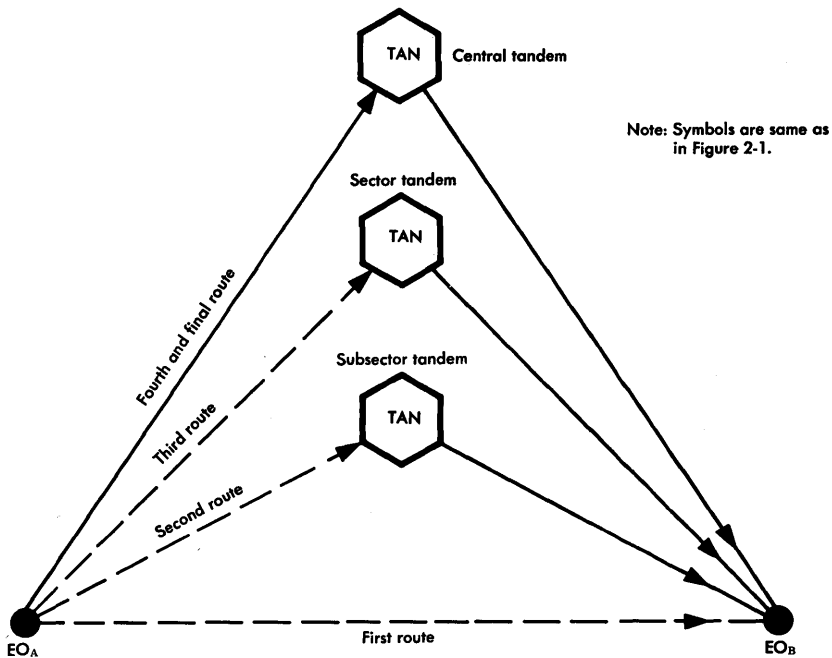 TAN
Central tandem
Note: Symbols are same as
in Figure 2-1.
Sector tandem
TAN
Fourth and final route
Subsector tandem
Third route
TAN
Second route
First route
EOA
EOB